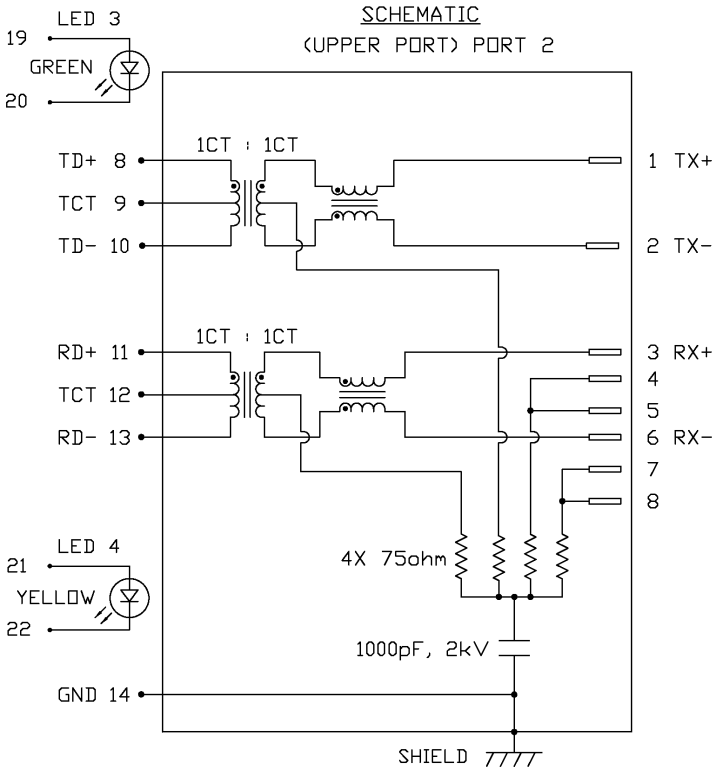 SCHEMATIC
(UPPER PORT) PORT 2
LED 3
19
GREEN
20
1CT : 1CT
TD+ 8
TCT 9
TD- 10
1 TX+
2 TX-
1CT : 1CT
RD+ 11
TCT 12
RD- 13
3 RX+
4
5
6 RX-
7
8
4X 75ohm
LED 4
21
YELLOW
22
1000pF, 2kV
GND 14
SHIELD